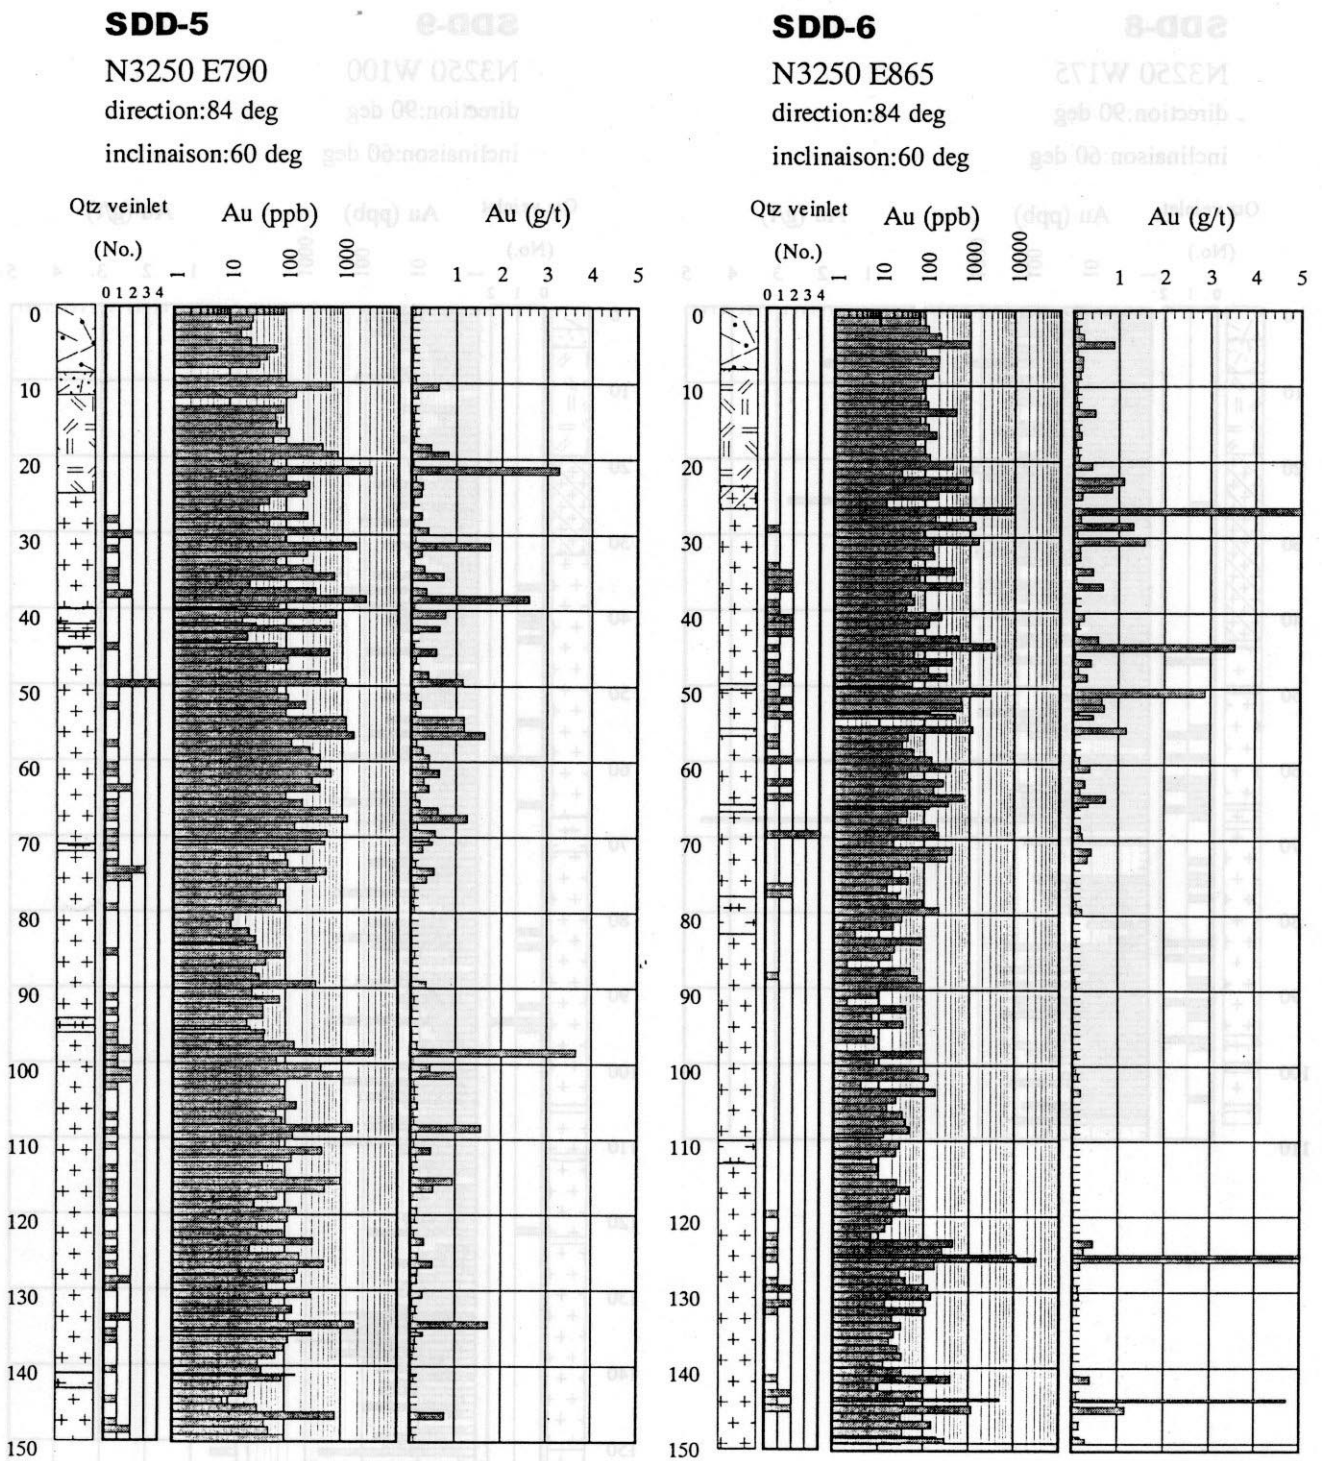 SDD-5
N3250 E790
direction:84 deg
inclinaison:60 deg
Qtz veinlet
(No.)
Au (ppb)
Au (g/t)
0 1 2 3 4
1 10 100 1000
1 2 3 4 5
0
10
20
30
40
50
60
70
80
90
100
110
120
130
140
150
SDD-6
N3250 E865
direction:84 deg
inclinaison:60 deg
Qtz veinlet
(No.)
Au (ppb)
Au (g/t)
0 1 2 3 4
1 10 100 1000 10000
1 2 3 4 5
0
10
20
30
40
50
60
70
80
90
100
110
120
130
140
150